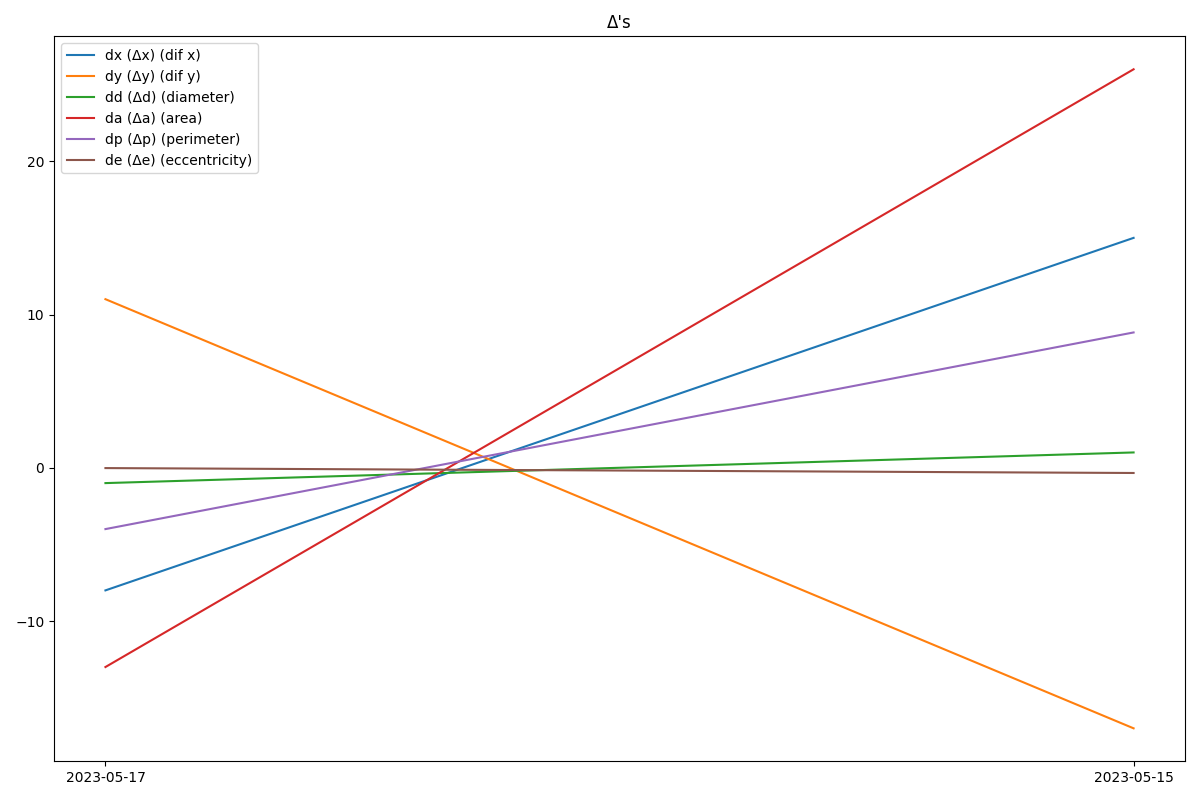 Δ's
dx (Δx) (dif x)
dy (Δy) (dif y)
dd (Δd) (diameter)
da (Δa) (area)
dp (Δp) (perimeter)
de (Δe) (eccentricity)
20
10
0
−10
2023-05-17
2023-05-15